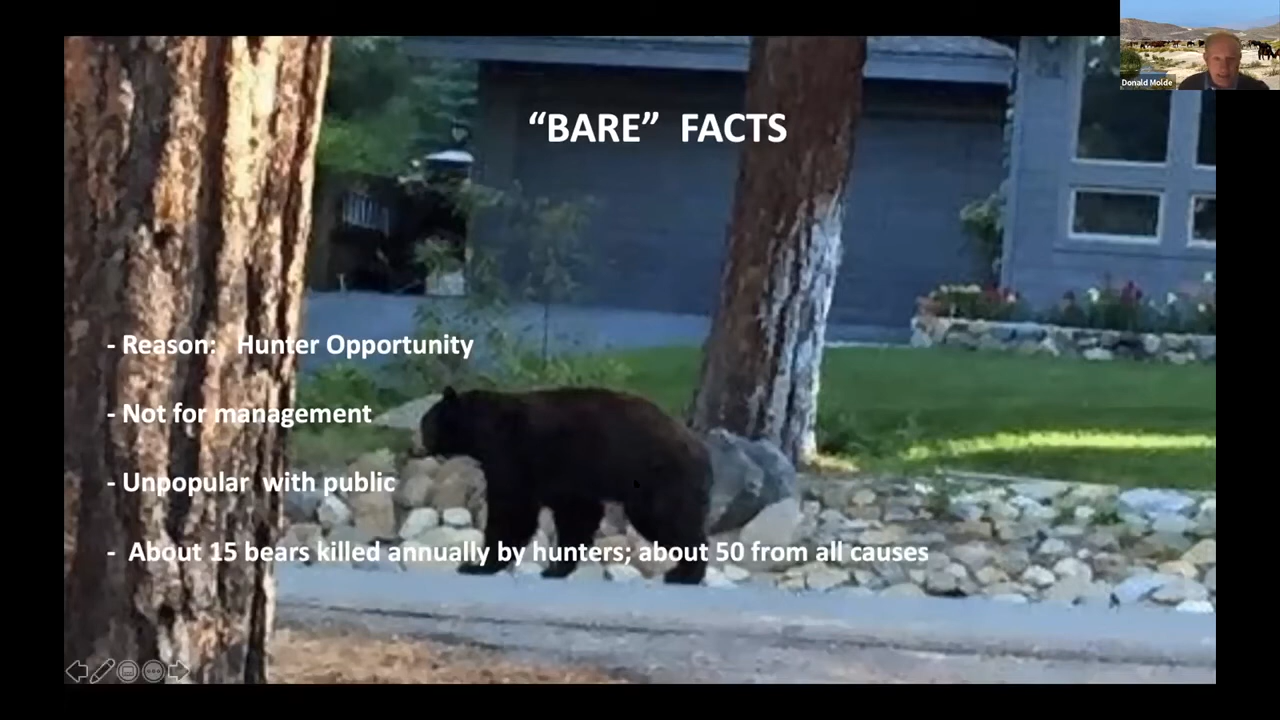 Donald Molde
“BARE” FACTS
- Reason: Hunter Opportunity
- Not for management
- Unpopular with public
- About 15 bears killed annually by hunters; about 50 from all causes